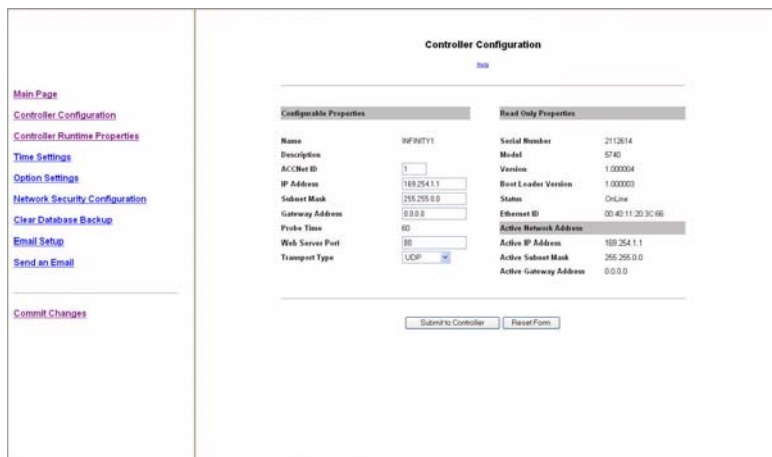 Controller Configuration
Help
Main Page
Controller Configuration
Controller Runtime Properties
Time Settings
Option Settings
Network Security Configuration
Clear Database Backup
Email Setup
Send an Email
Commit Changes
Configurable Properties
Name INFINITY1
Description
ACCNet ID 1
IP Address 169.254.1.1
Subnet Mask 255.255.0.0
Gateway Address 0.0.0.0
Probe Time 60
Web Server Port 80
Transport Type UDP
Read Only Properties
Serial Number 2112614
Model 5740
Version 1.000004
Boot Loader Version 1.000003
Status OnLine
Ethernet ID 00:40:11:20:3C:66
Active Network Address
Active IP Address 169.254.1.1
Active Subnet Mask 255.255.0.0
Active Gateway Address 0.0.0.0
Submit to Controller Reset Form